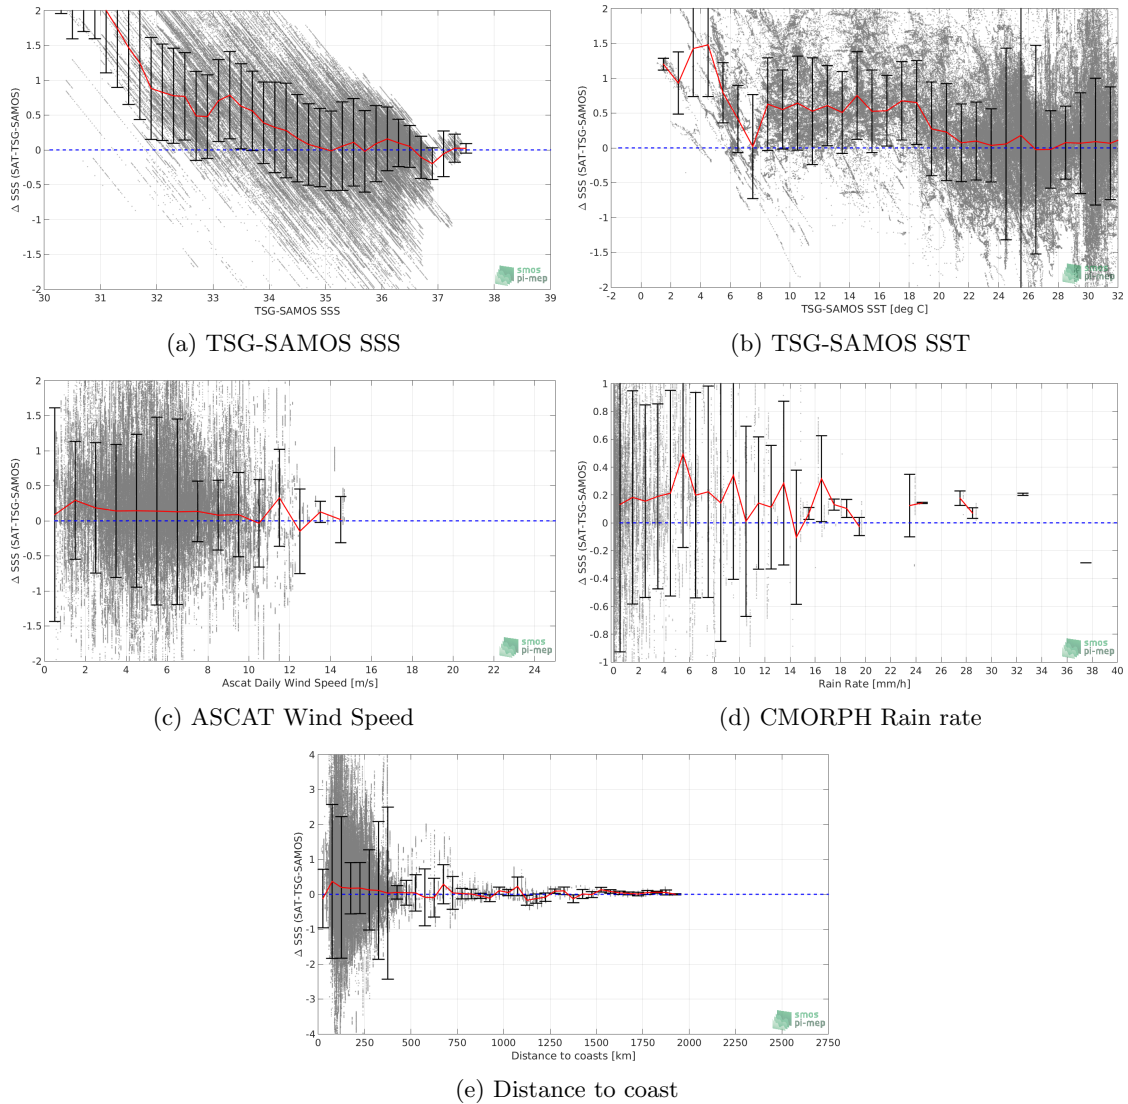 2
1.5
1
0.5
0
-0.5
-1
-1.5
-2
Δ SSS (SAT-TSG-SAMOS)
30 31 32 33 34 35 36 37 38 39
TSG-SAMOS SSS
smos
pi-mep
(a) TSG-SAMOS SSS
2
1.5
1
0.5
0
0.5
-1
-1.5
-2
Δ SSS (SAT-TSG-SAMOS)
-2 0 2 4 6 8 10 12 14 16 18 20 22 24 26 28 30 32
TSG-SAMOS SST [deg C]
smos
pi-mep
(b) TSG-SAMOS SST
2
1.5
1
0.5
0
-0.5
-1
-1.5
-2
Δ SSS (SAT-TSG-SAMOS)
0 2 4 6 8 10 12 14 16 18 20 22 24
Ascat Daily Wind Speed [m/s]
smos
pi-mep
(c) ASCAT Wind Speed
1
0.8
0.6
0.4
0.2
0
-0.2
-0.4
-0.6
-0.8
-1
Δ SSS (SAT-TSG-SAMOS)
0 2 4 6 8 10 12 14 16 18 20 22 24 26 28 30 32 34 36 38 40
Rain Rate [mm/h]
smos
pi-mep
(d) CMORPH Rain rate
4
3
2
1
0
-1
-2
-3
-4
Δ SSS (SAT-TSG-SAMOS)
0 250 500 750 1000 1250 1500 1750 2000 2250 2500 2750
Distance to coasts [km]
smos
pi-mep
(e) Distance to coast